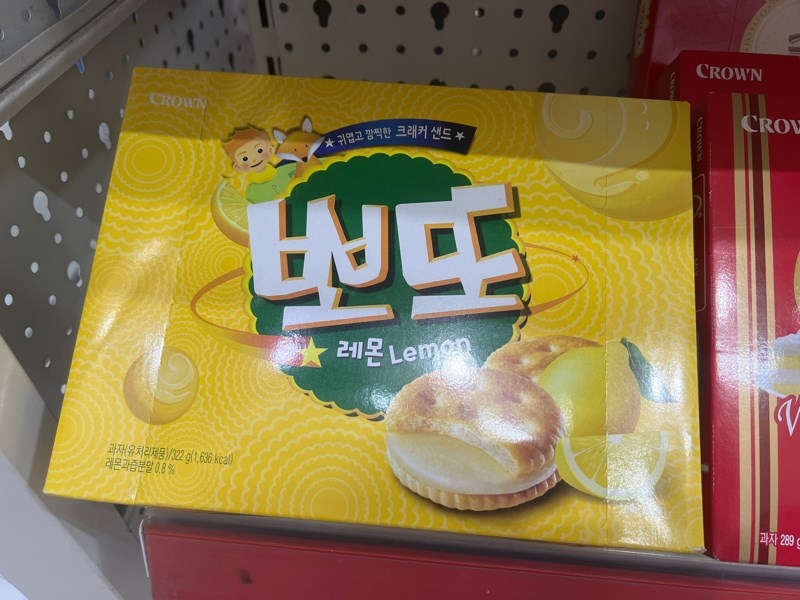 CROWN
★ 귀엽고 깜찍한 크래커 샌드 ★
뽀또
레몬 Lemon
과자(유처리제품)/322 g(1,636 kcal)
레몬과즙분말 0.8 %
CROWN
CROW
과자 289 g